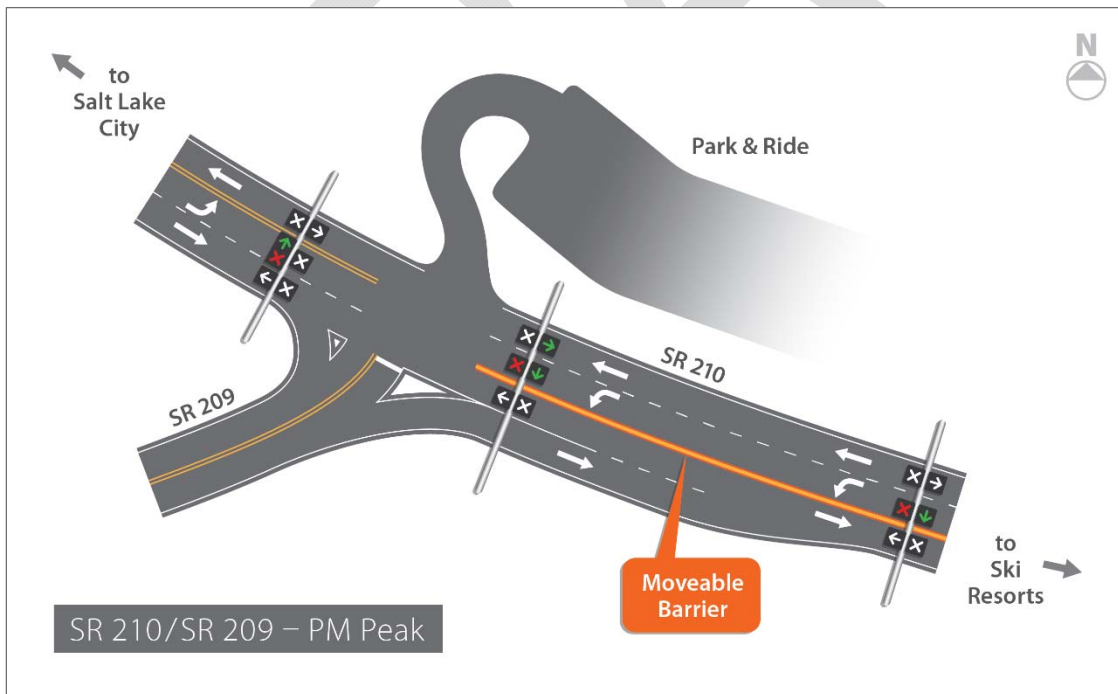 N
to
Salt Lake
City
Park & Ride
SR 210
SR 209
Moveable
Barrier
to
Ski
Resorts
SR 210/SR 209 – PM Peak